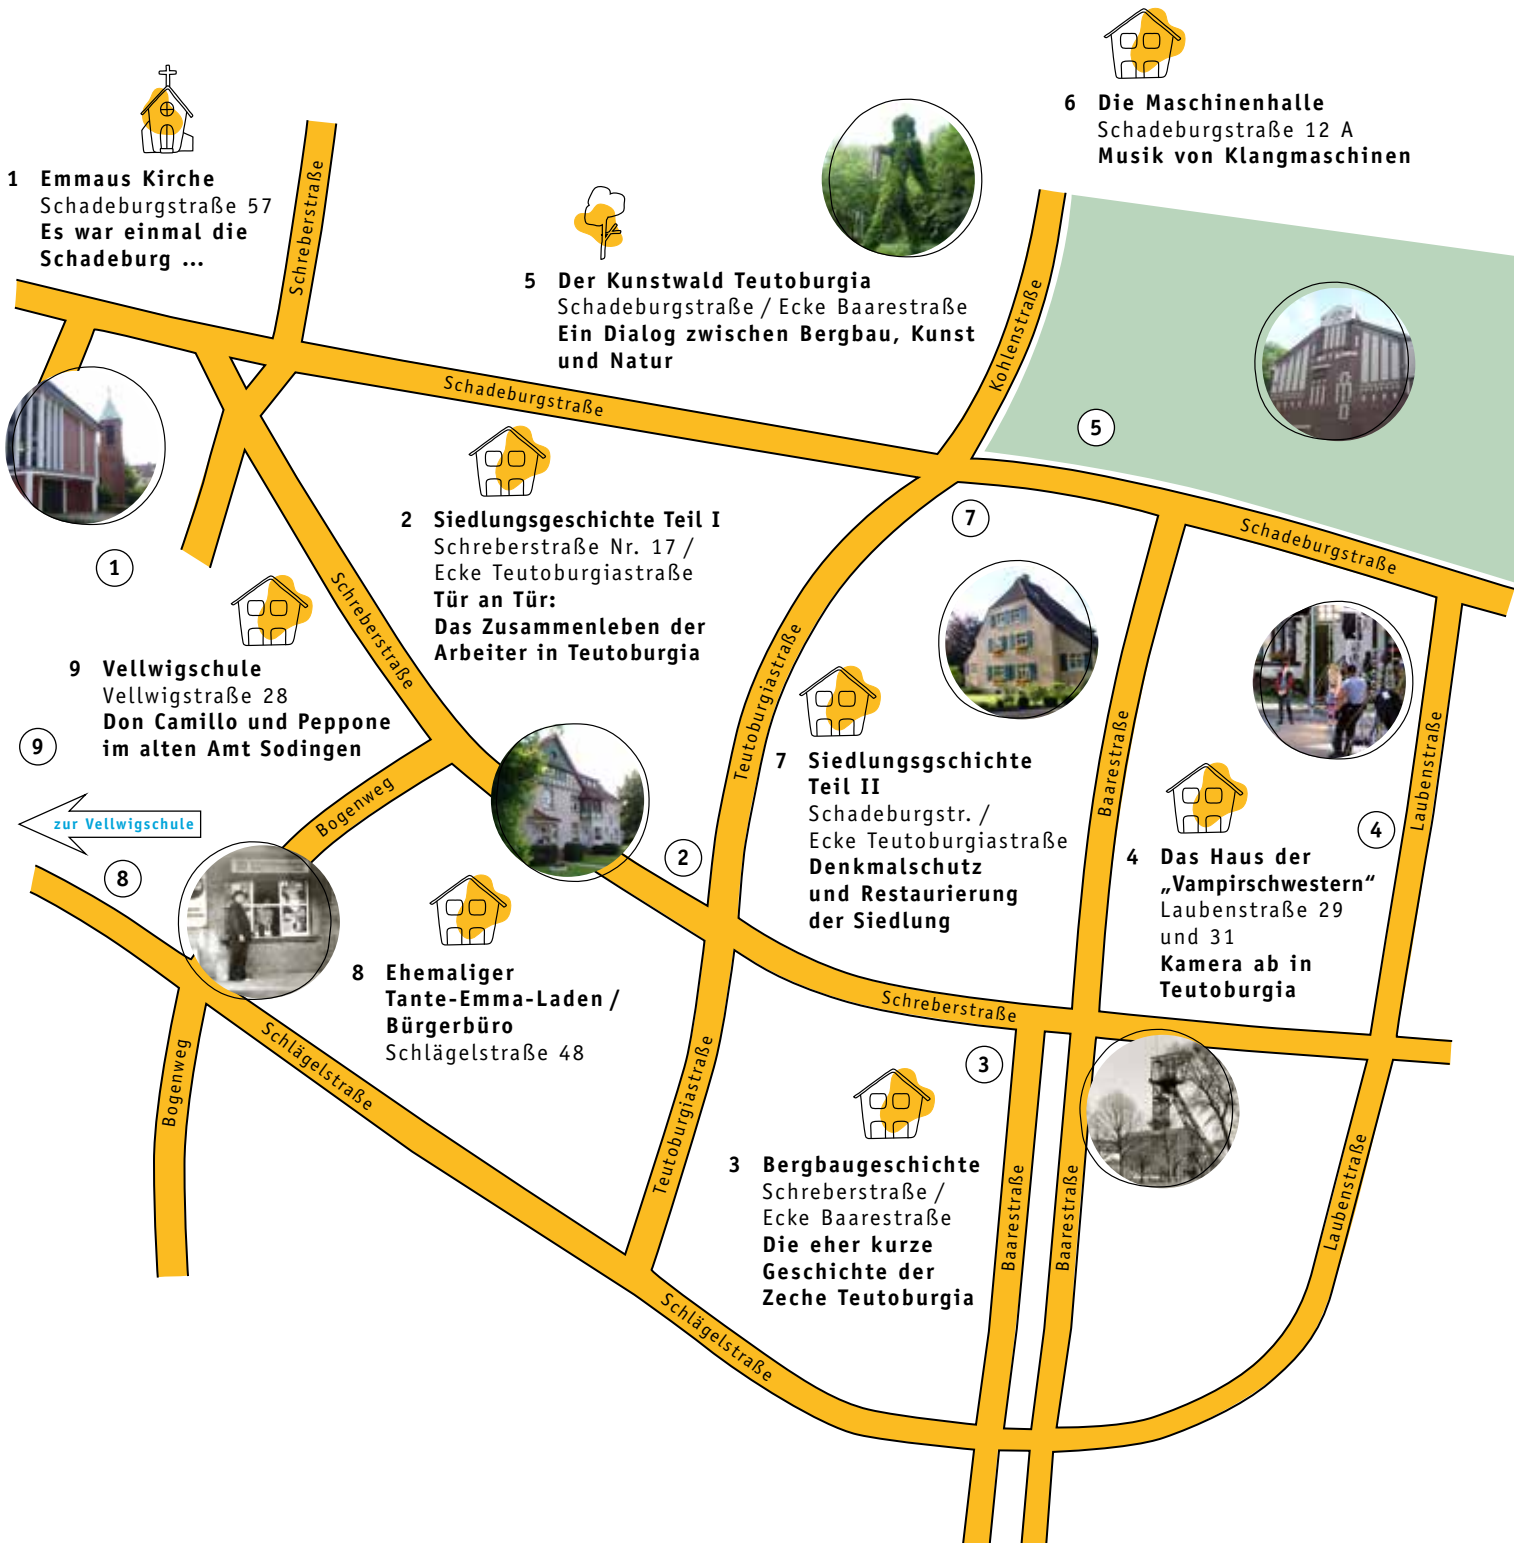 6 Die Maschinenhalle
Schadeburgstraße 12 A
Musik von Klangmaschinen
1 Emmaus Kirche
Schadeburgstraße 57
Es war einmal die
Schadeburg ...
Schreberstraße
5 Der Kunstwald Teutoburgia
Schadeburgstraße / Ecke Baarestraße
Ein Dialog zwischen Bergbau, Kunst
und Natur
Kohlenstraße
Schadeburgstraße
5
2 Siedlungsgeschichte Teil I
Schreberstraße Nr. 17 /
Ecke Teutoburgiastraße
Tür an Tür:
Das Zusammenleben der
Arbeiter in Teutoburgia
7
Schadeburgstraße
1
Schreberstraße
9 Vellwigschule
Vellwigstraße 28
Don Camillo und Peppone
im alten Amt Sodingen
9
zur Vellwigschule
Teutoburgiastraße
7 Siedlungsgschichte
Teil II
Schadeburgstr. /
Ecke Teutoburgiastraße
Denkmalschutz
und Restaurierung
der Siedlung
Baarestraße
Laubenstraße
4
4 Das Haus der
„Vampirschwestern“
Laubenstraße 29
und 31
Kamera ab in
Teutoburgia
Bogenweg
2
8
8 Ehemaliger
Tante-Emma-Laden /
Bürgerbüro
Schlägelstraße 48
Schreberstraße
Schlägelstraße
Bogenweg
Teutoburgiastraße
3
3 Bergbaugeschichte
Schreberstraße /
Ecke Baarestraße
Die eher kurze
Geschichte der
Zeche Teutoburgia
Baarestraße
Baarestraße
Laubenstraße
Schlägelstraße